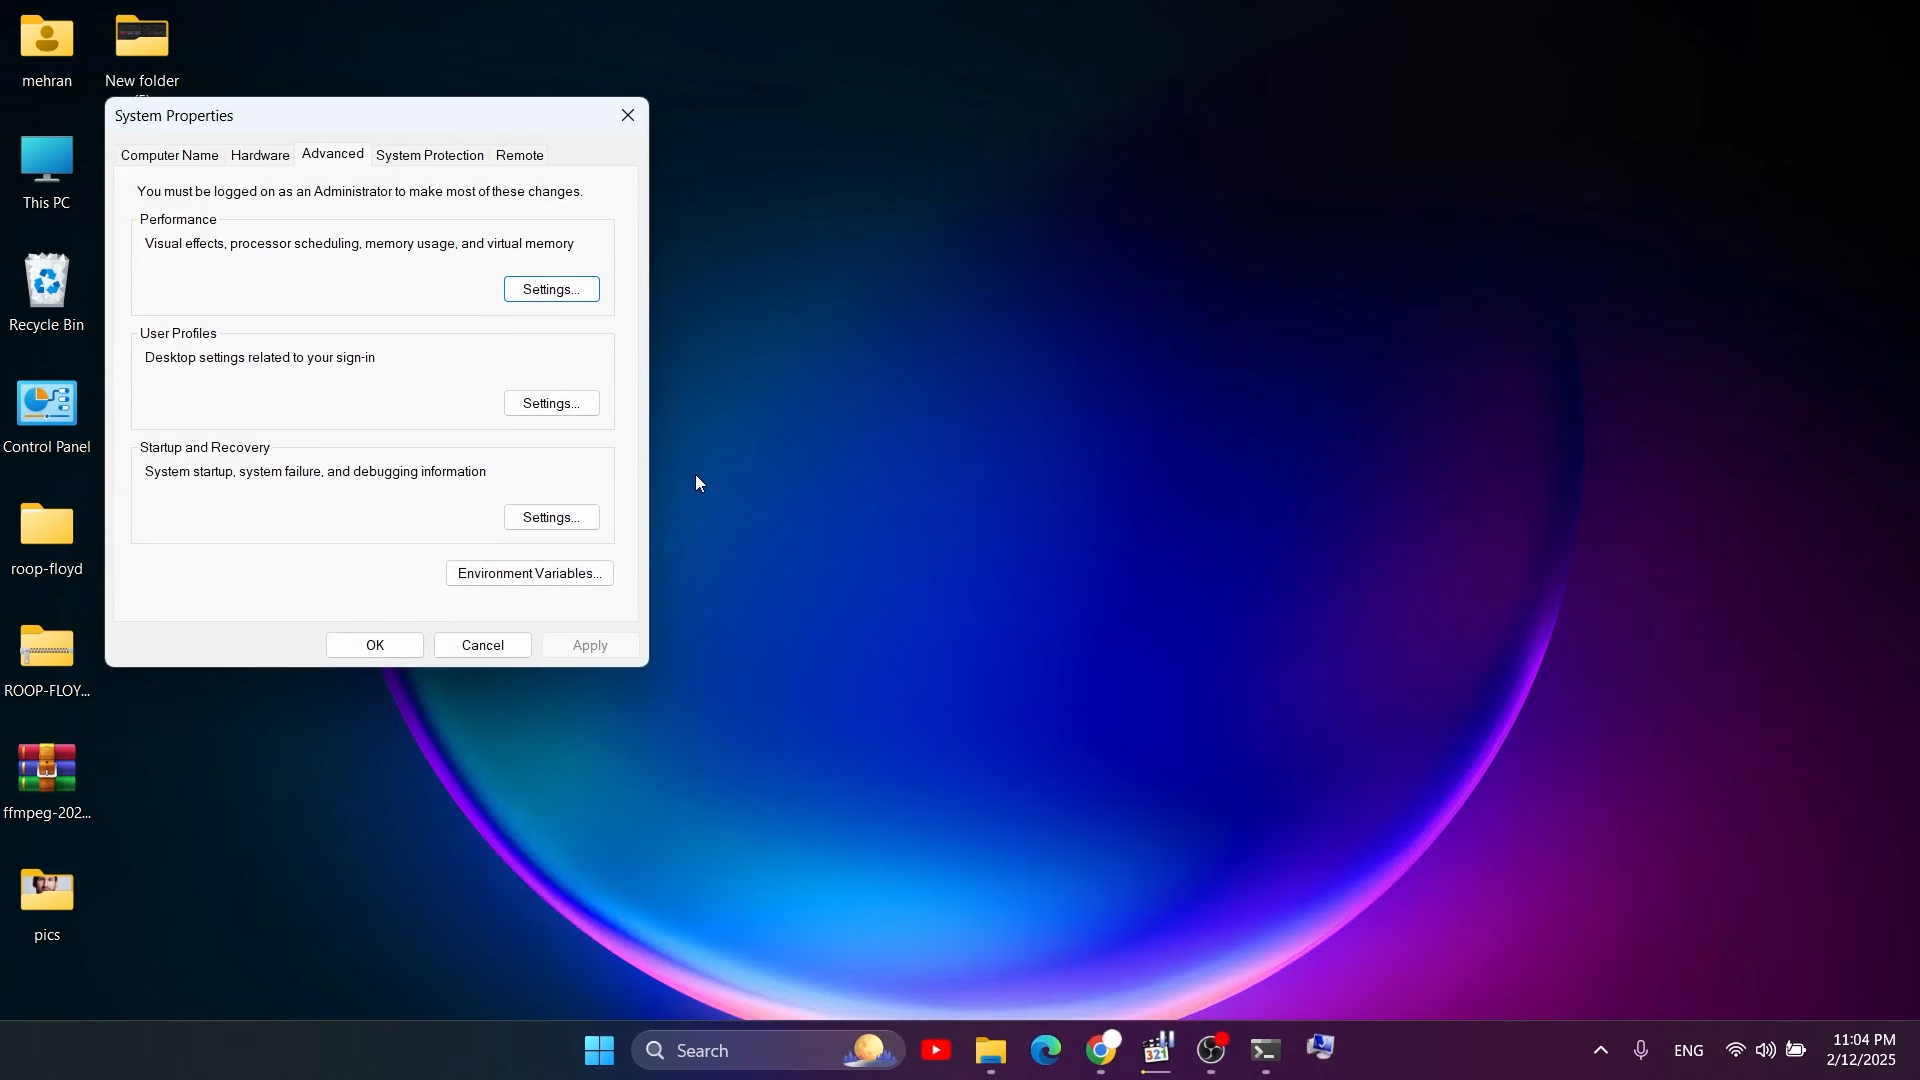 mehran
New folder
This PC
Recycle Bin
Control Panel
roop-floyd
ROOP-FLOY...
ffmpeg-202...
pics
System Properties
Computer Name Hardware Advanced System Protection Remote
You must be logged on as an Administrator to make most of these changes.
Performance
Visual effects, processor scheduling, memory usage, and virtual memory
Settings...
User Profiles
Desktop settings related to your sign-in
Settings...
Startup and Recovery
System startup, system failure, and debugging information
Settings...
Environment Variables...
OK Cancel Apply
Search
321
ENG
11:04 PM
2/12/2025